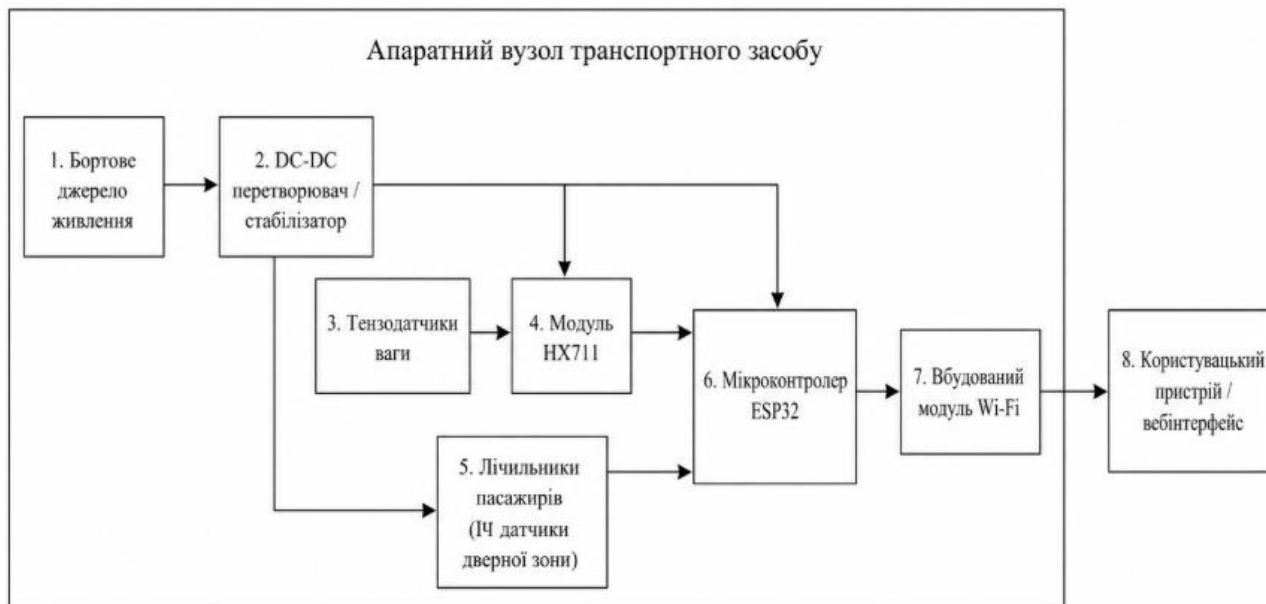 Апаратний вузол транспортного засобу
1. Бортове
джерело
живлення
2. DC-DC
перетворювач /
стабілізатор
3. Тензодатчики
ваги
4. Модуль
HX711
5. Лічильники
пасажирів
(ІЧ датчики
дверної зони)
6. Мікроконтролер
ESP32
7. Вбудований
модуль Wi-Fi
8. Користувацький
пристрій /
вебінтерфейс